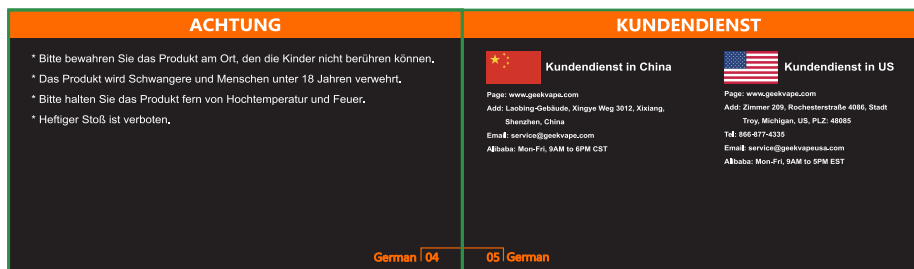 ACHTUNG
* Bitte bewahren Sie das Produkt am Ort, den die Kinder nicht berühren können.
* Das Produkt wird Schwangere und Menschen unter 18 Jahren verwehrt.
* Bitte halten Sie das Produkt fern von Hochtemperatur und Feuer.
* Heftiger Stoß ist verboten.
German 04
KUNDENDIENST
Kundendienst in China
Page: www.geekvape.com
Add: Laobing-Gebäude, Xingye Weg 3012, Xixiang,
Shenzhen, China
Email: service@geekvape.com
Alibaba: Mon-Fri, 9AM to 6PM CST
Kundendienst in US
Page: www.geekvape.com
Add: Zimmer 209, Rochesterstraße 4086, Stadt
Troy, Michigan, US, PLZ: 48085
Tel: 866-877-4335
Email: service@geekvapeusa.com
Alibaba: Mon-Fri, 9AM to 5PM EST
05 German